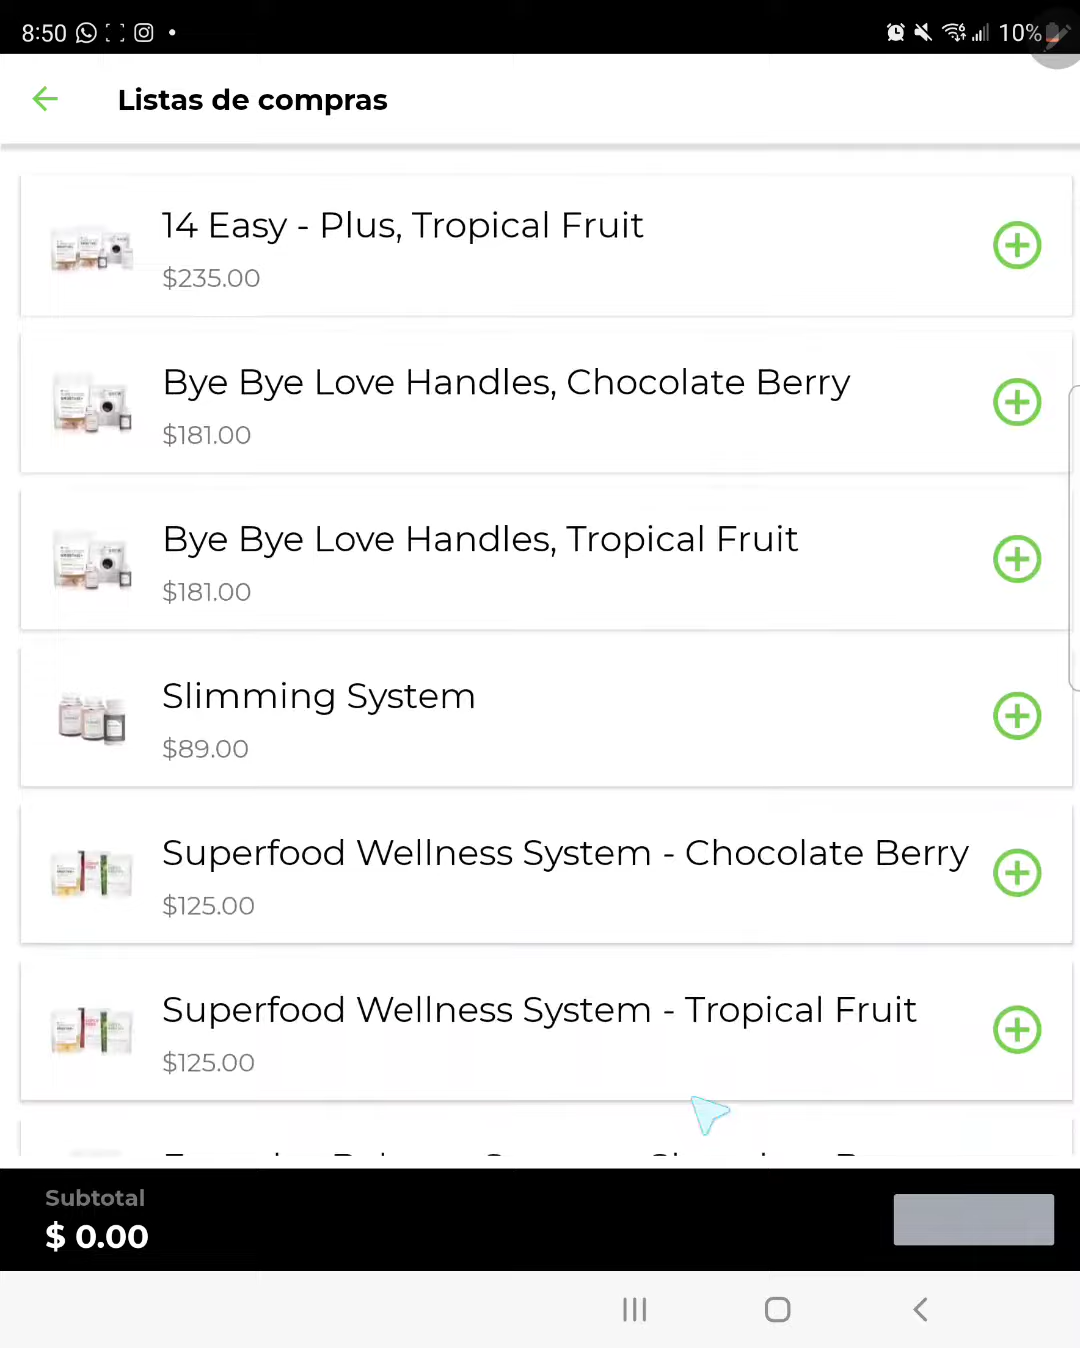 8:50
10%
Listas de compras
14 Easy - Plus, Tropical Fruit
$235.00
Bye Bye Love Handles, Chocolate Berry
$181.00
Bye Bye Love Handles, Tropical Fruit
$181.00
Slimming System
$89.00
Superfood Wellness System - Chocolate Berry
$125.00
Superfood Wellness System - Tropical Fruit
$125.00
Subtotal
$ 0.00